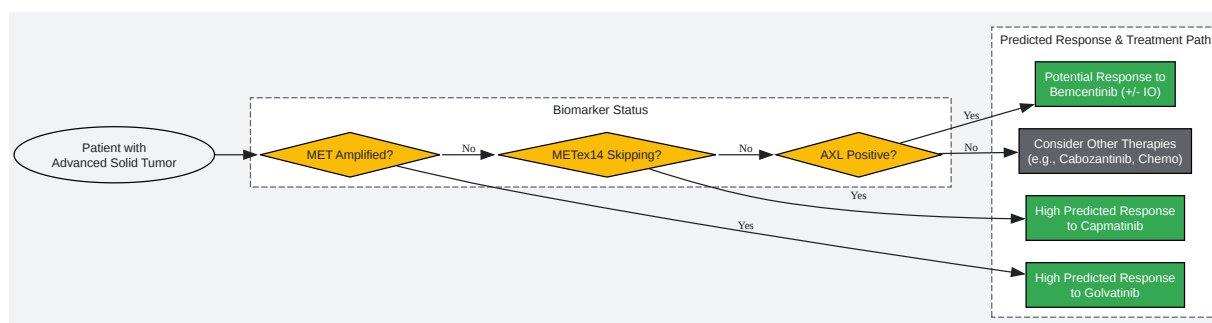 Predicted Response & Treatment Path
Potential Response to
Bemcentinib (+/- IO)
Biomarker Status
Yes
Patient with
Advanced Solid Tumor
MET Amplified?
No
METex14 Skipping?
No
AXL Positive?
No
Consider Other Therapies
(e.g., Cabozantinib, Chemo)
Yes
High Predicted Response
to Capmatinib
Yes
High Predicted Response
to Golvatinib